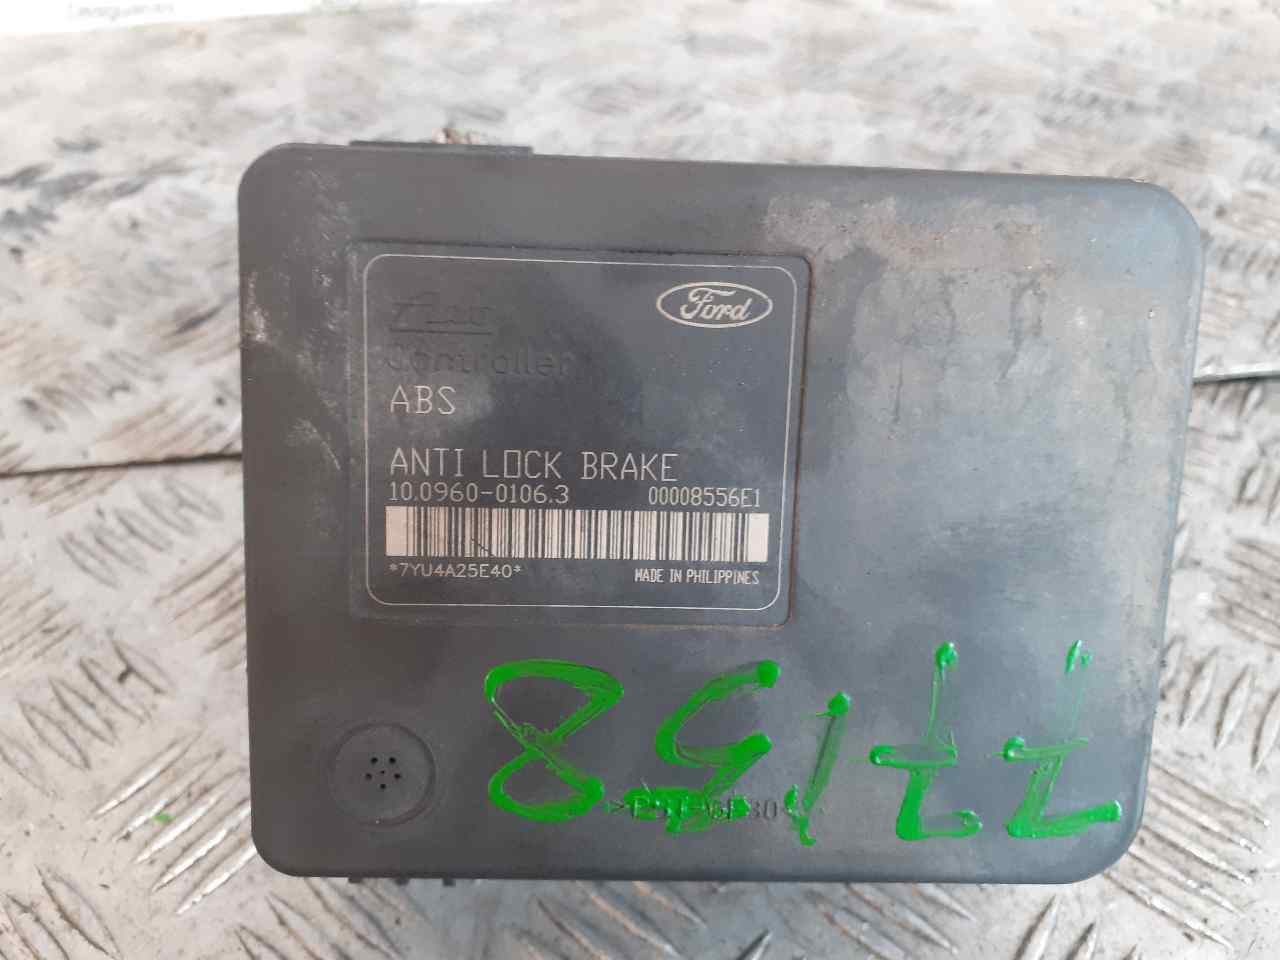 Ford
Controller
ABS
ANTI LOCK BRAKE
10.0960-0106.3 00008556E1
*7YU4A25E40* MADE IN PHILIPPINES
77158